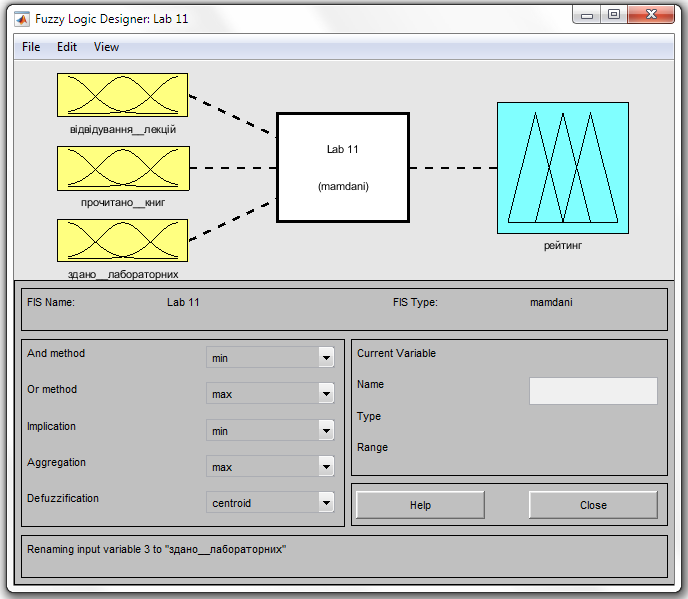 Fuzzy Logic Designer: Lab 11
File Edit View
відвідування__лекцій
прочитано__книг
здано__лабораторних
Lab 11
(mamdani)
рейтинг
FIS Name: Lab 11 FIS Type: mamdani
And method min
Or method max
Implication min
Aggregation max
Defuzzification centroid
Current Variable
Name
Type
Range
Help Close
Renaming input variable 3 to "здано__лабораторних"